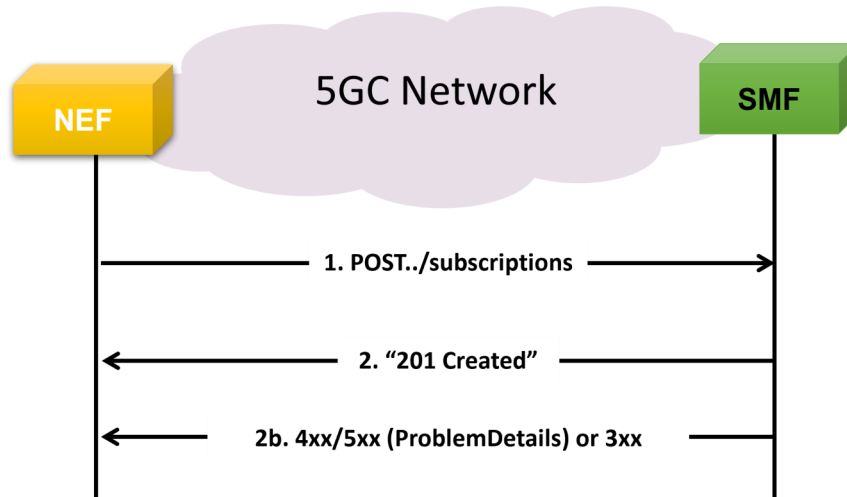 5GC Network
NEF
SMF
1. POST../subscriptions
2. “201 Created”
2b. 4xx/5xx (ProblemDetails) or 3xx